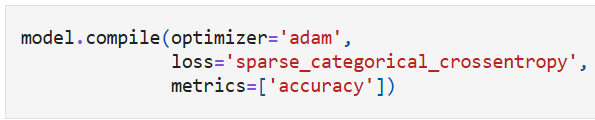 model.compile(optimizer='adam',
              loss='sparse_categorical_crossentropy',
              metrics=['accuracy'])